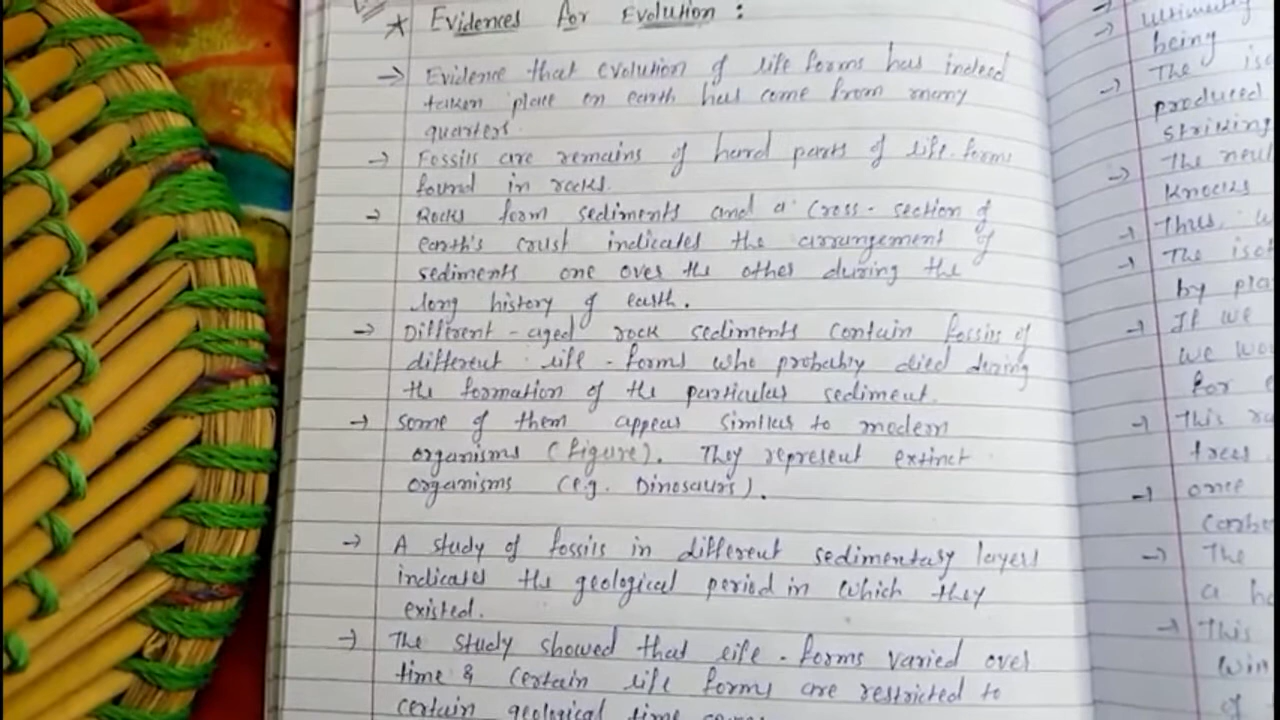 * Evidences for Evolution :
→ Evidence that evolution of life forms has indeed
taken place on earth has come from many
quarters.
→ Fossils are remains of hard parts of life-forms
found in rocks.
→ Rocks form sediments and a cross-section of
earth's crust indicates the arrangement of
sediments one over the other during the
long history of earth.
→ Different-aged rock sediments contain fossils of
different life-forms who probably died during
the formation of the particular sediment.
→ some of them appear similar to modern
organisms (figure). They represent extinct
organisms (e.g. Dinosaurs).
→ A study of fossils in different sedimentary layers
indicates the geological period in which they
existed.
→ The study showed that life-forms varied over
time & certain life forms are restricted to
certain geological time
→
→ Ultimately
being
→ The
produced
striking
→ The
Knocks
→ Thus,
→ The
by
→ If we
we
for
→ This
trees
→ once
→ The
a
→ This
of